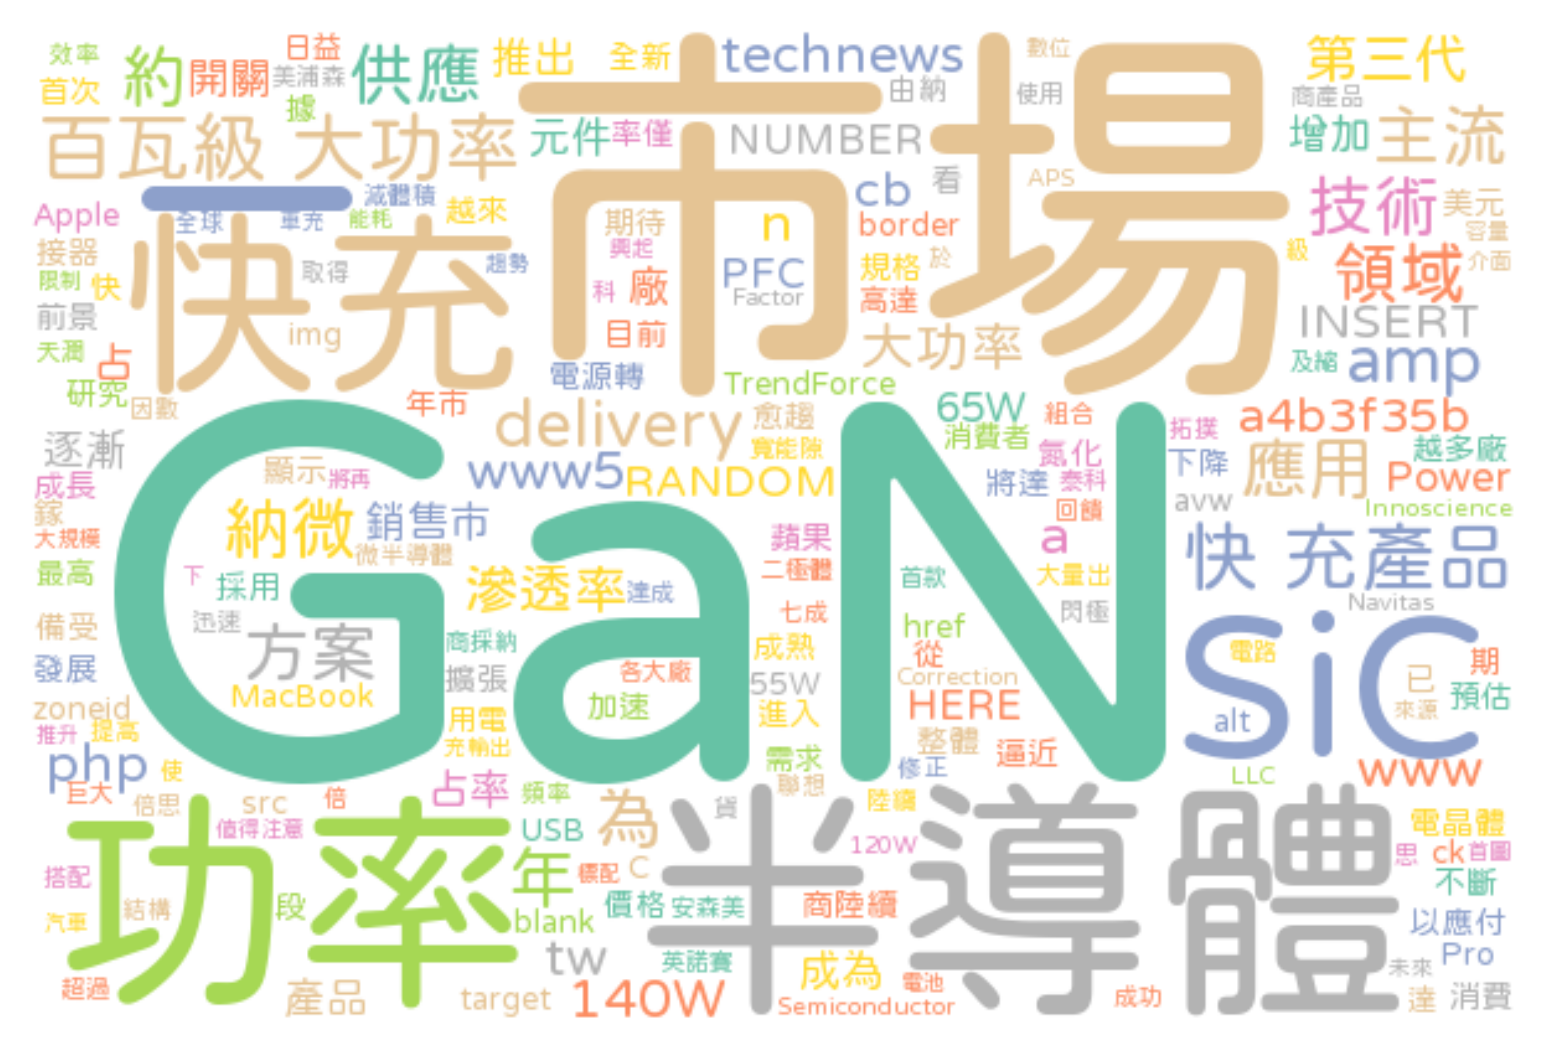 效率
約
開關
日益
美浦森
供應
推出
全新
市場
technews
由納
數位
使用
第三代
首次
據
商產品
百瓦級
大功率
元件
率僅
NUMBER
增加
主流
一
減體積
cb
看
APS
技術
美元
Apple
全球
車充
能耗
越來
期待
n
border
容量
接器
快充
取得
趨勢
興起
PFC
規格
於
級
領域
介面
限制
快
科
廠
Factor
高達
前景
img
目前
大功率
INSERT
天潤
占
電源轉
TrendForce
及縮
amp
研究
因數
年市
delivery
愈趨
65W
組合
拓撲
a4b3f35b
逐漸
GaN
顯示
將再
www5
RANDOM
寬能隙
消費者
氮化
下降
應用
越多廠
成長
將達
泰科
Power
鎵
納微
銷售市
avw
Innoscience
大規模
微半導體
蘋果
回饋
a
快
充產品
最高
下
採用
滲透率
達成
二極體
首款
大量出
Navitas
備受
迅速
方案
商採納
七成
閃極
SiC
發展
擴張
各大廠
成熟
href
從
電路
期
MacBook
55W
Correction
已
預估
zoneid
用電
加速
進入
HERE
alt
來源
推升
提高
充輸出
整體
逼近
php
使
需求
修正
LLC
www
巨大
倍思
src
倍
占率
頻率
聯想
陸續
功率
值得注意
USB
為
貨
半導體
電晶體
120W
搭配
年
標配
C
思
ck
首圖
不斷
汽車
結構
段
blank
價格
安森美
商陸續
以應付
tw
英諾賽
成為
Pro
超過
產品
target
140W
電池
Semiconductor
成功
未來
達
消費